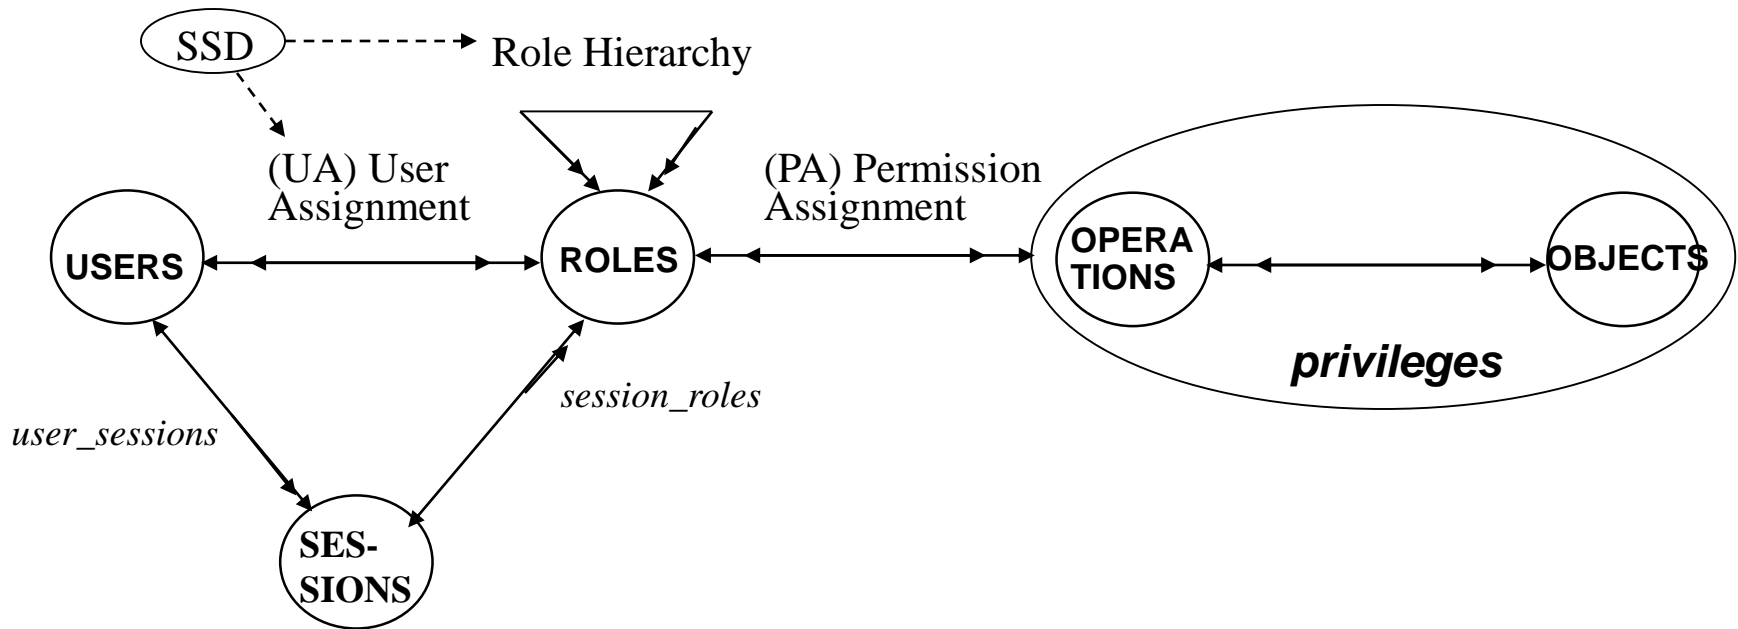 SSD
Role Hierarchy
(UA) User
Assignment
(PA) Permission
Assignment
USERS
ROLES
OPERA
TIONS
OBJECTS
privileges
session_roles
user_sessions
SES-
SIONS